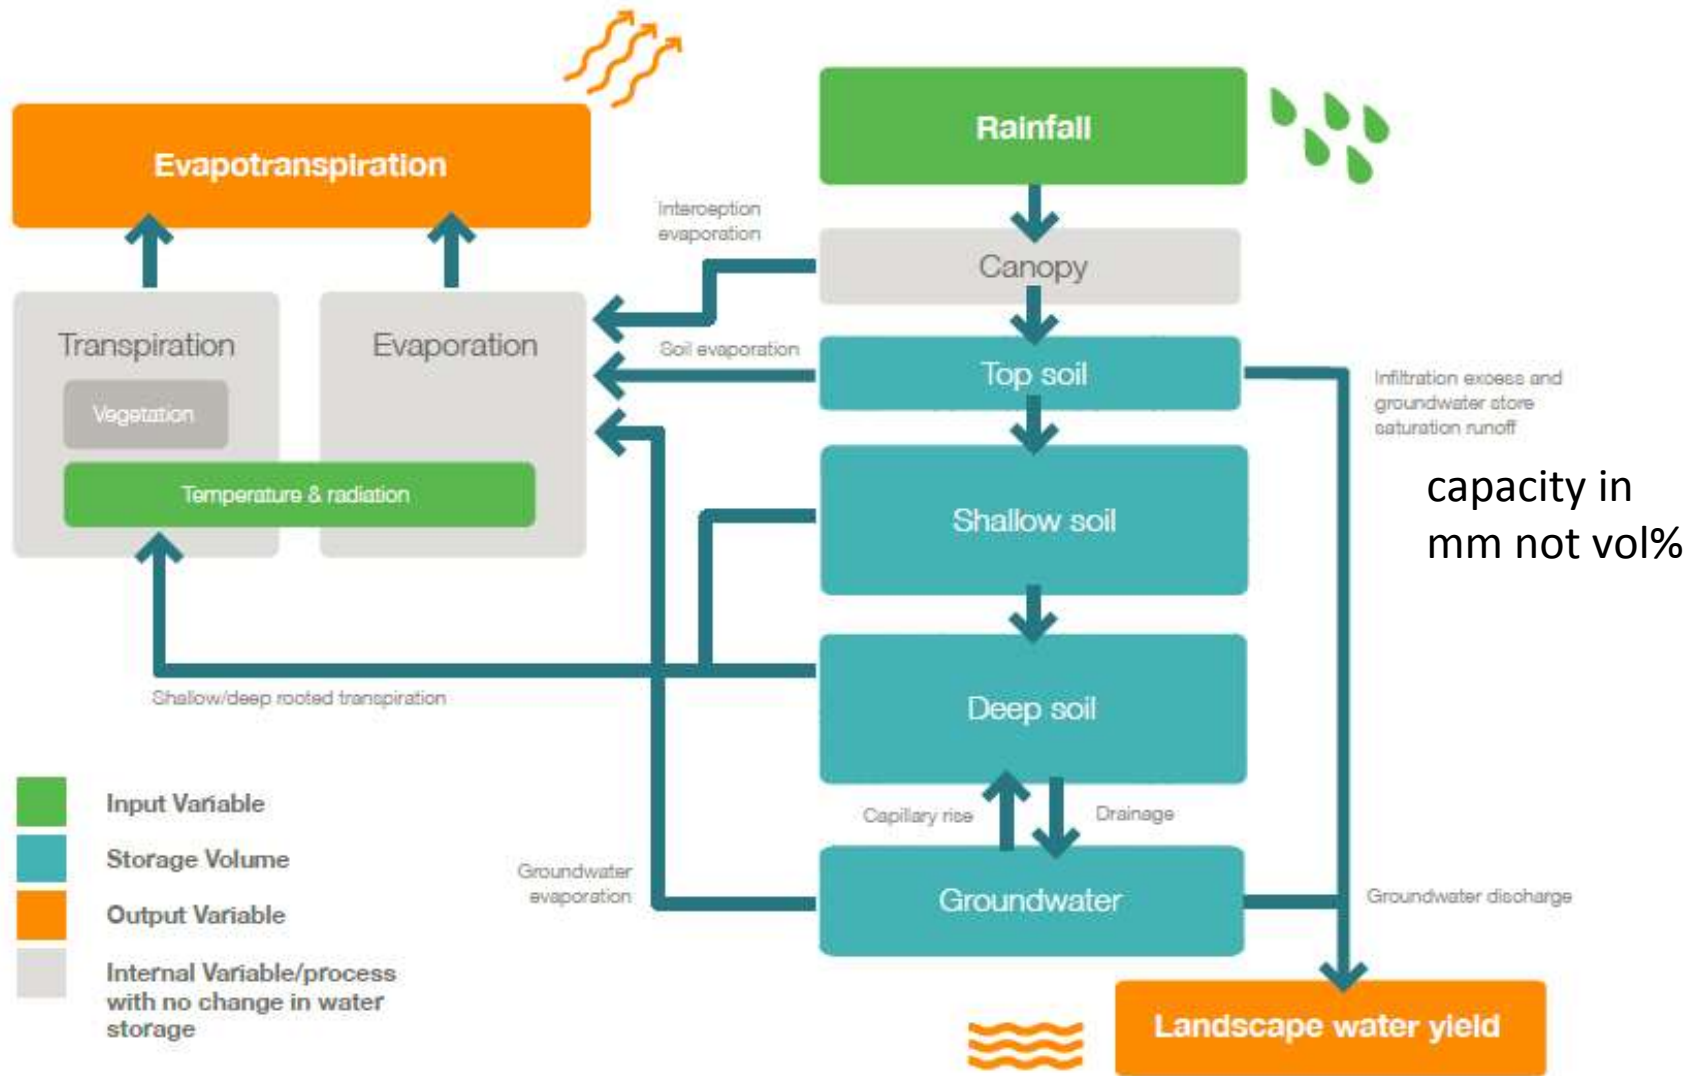 Evapotranspiration
Rainfall
Interception
evaporation
Canopy
Transpiration
Evaporation
Soil evaporation
Top soil
Infiltration excess and
groundwater store
saturation runoff
Vegetation
Temperature & radiation
Shallow soil
capacity in
mm not vol%
Shallow/deep rooted transpiration
Deep soil
Input Variable
Storage Volume
Output Variable
Internal Variable/process
with no change in water
storage
Capillary rise
Drainage
Groundwater
evaporation
Groundwater
Groundwater discharge
Landscape water yield